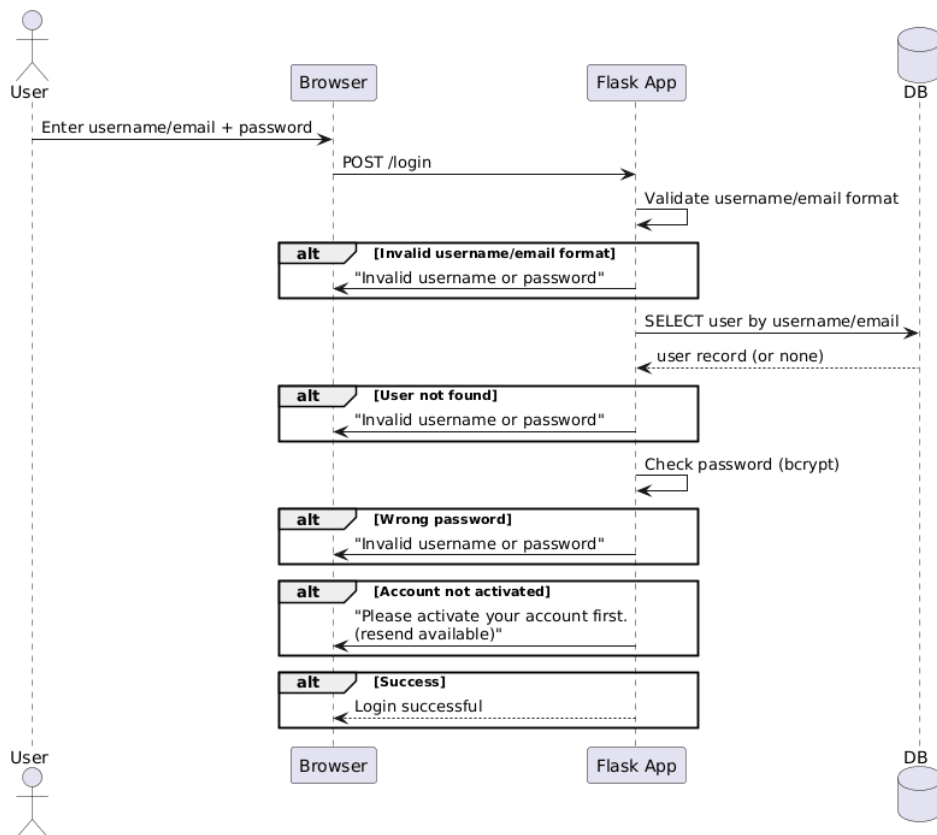 User
Browser
Flask App
DB
Enter username/email + password
POST /login
Validate username/email format
alt [Invalid username/email format]
"Invalid username or password"
SELECT user by username/email
user record (or none)
alt [User not found]
"Invalid username or password"
Check password (bcrypt)
alt [Wrong password]
"Invalid username or password"
alt [Account not activated]
"Please activate your account first.
(resend available)"
alt [Success]
Login successful
User
Browser
Flask App
DB